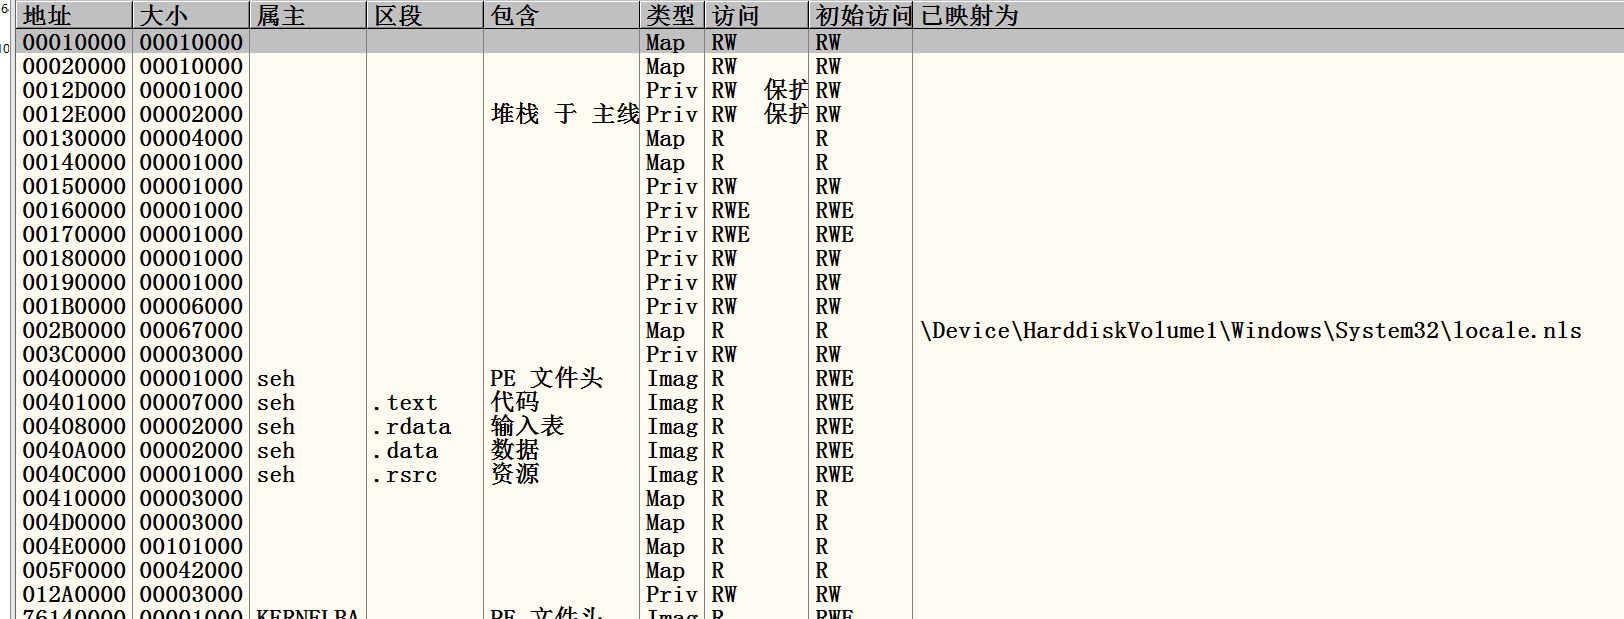 地址 大小 属主 区段 包含 类型 访问 初始访问 已映射为
00010000 00010000 Map RW RW
00020000 00010000 Map RW RW
0012D000 00001000 Priv RW 保护 RW
0012E000 00002000 堆栈 于 主线 Priv RW 保护 RW
00130000 00004000 Map R R
00140000 00001000 Map R R
00150000 00001000 Priv RW RW
00160000 00001000 Priv RWE RWE
00170000 00001000 Priv RWE RWE
00180000 00001000 Priv RW RW
00190000 00001000 Priv RW RW
001B0000 00006000 Priv RW RW
002B0000 00067000 Map R R \Device\HarddiskVolume1\Windows\System32\locale.nls
003C0000 00003000 Priv RW RW
00400000 00001000 seh PE 文件头 Imag R RWE
00401000 00007000 seh .text 代码 Imag R RWE
00408000 00002000 seh .rdata 输入表 Imag R RWE
0040A000 00002000 seh .data 数据 Imag R RWE
0040C000 00001000 seh .rsrc 资源 Imag R RWE
00410000 00003000 Map R R
004D0000 00003000 Map R R
004E0000 00101000 Map R R
005F0000 00042000 Map R R
012A0000 00003000 Priv RW RW
76140000 00001000 KERNELBA PE 文件头 Imag R RWE